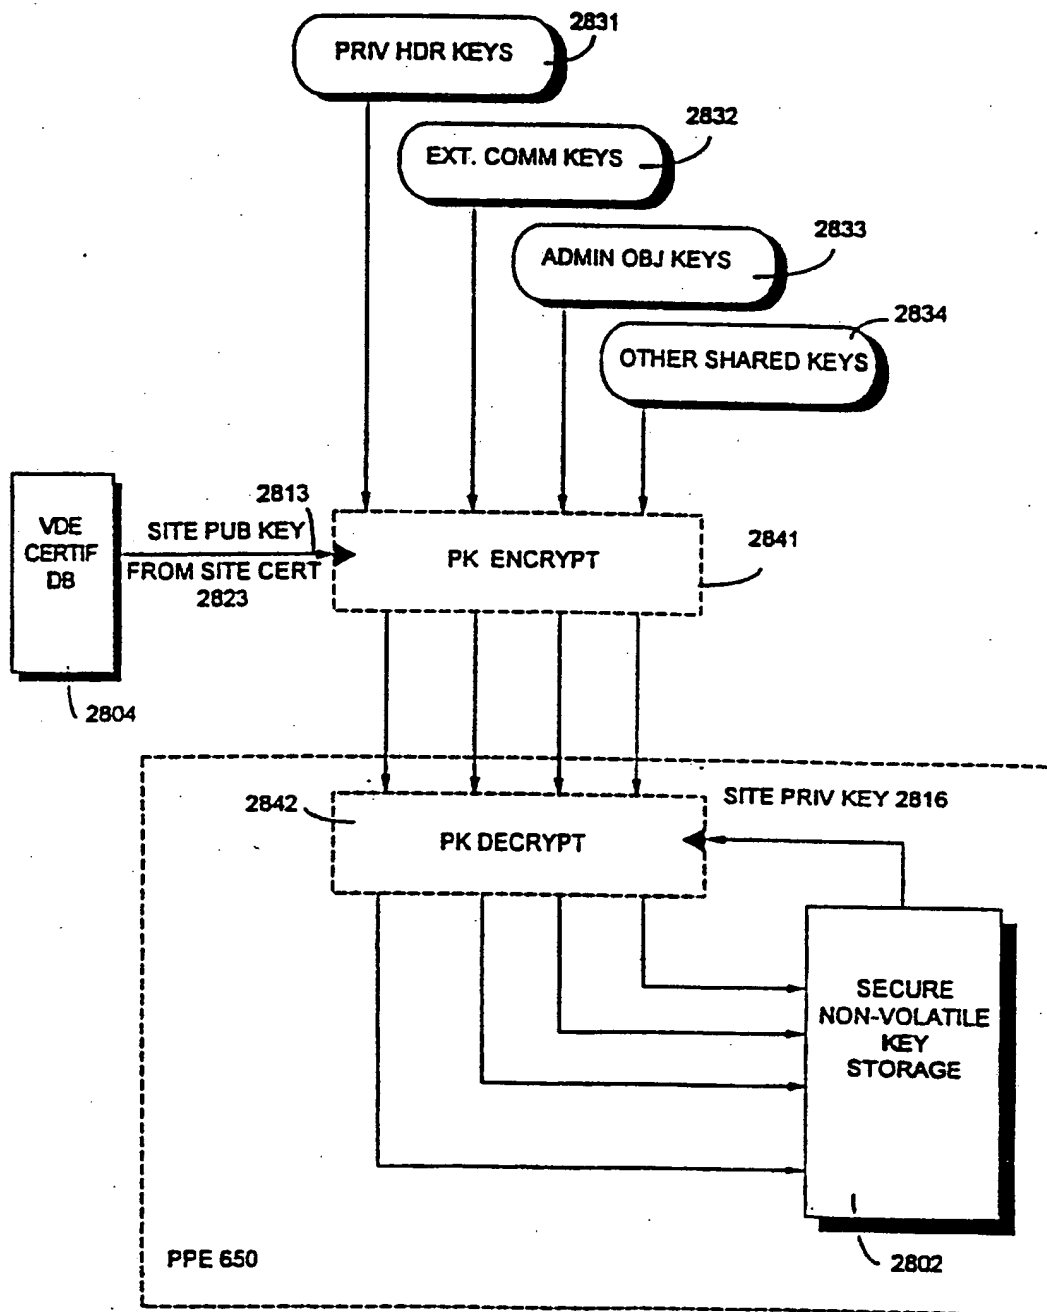 2831
PRIV HDR KEYS
2832
EXT. COMM KEYS
2833
ADMIN OBJ KEYS
2834
OTHER SHARED KEYS
2813
VDE
CERTIF
DB
SITE PUB KEY
FROM SITE CERT
2823
PK ENCRYPT
2841
2804
2842
SITE PRIV KEY 2816
PK DECRYPT
SECURE
NON-VOLATILE
KEY
STORAGE
PPE 650
2802